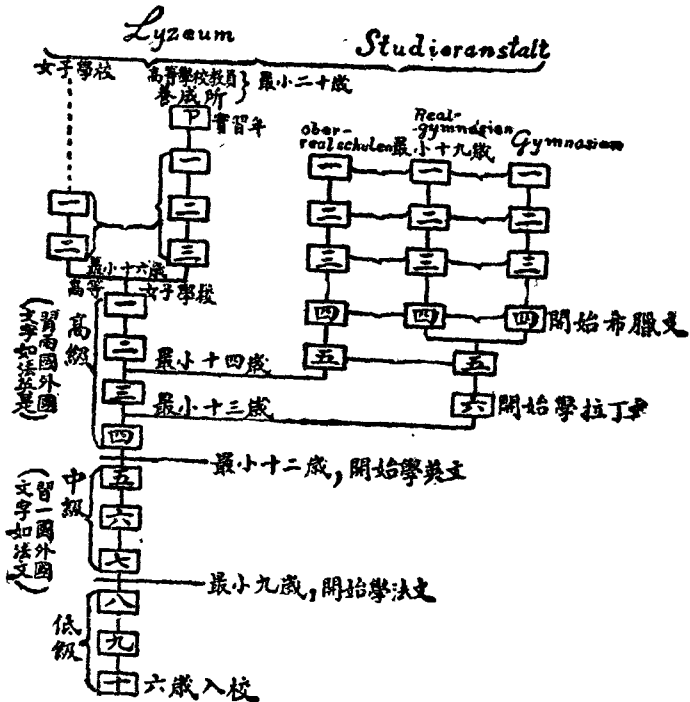 Lyzeum
Studieranstalt
女子學校
高等學校教員
養成所
最小二十歲
實習年
Ober-
realschulen
Real-
gymnasien
最小十九歲
Gymnasium
一
二
一
二
三
一
二
三
四
五
一
二
三
四
一
二
三
四
開始希臘文
五
六
開始學拉丁文
最小十六歲
高等
女子學校
高級
(習兩國外國
文字如法英是)
一
二
最小十四歲
三
最小十三歲
四
最小十二歲,開始學英文
中級
(習一國外國
文字如法文)
五
六
七
最小九歲,開始學法文
低級
八
九
十
六歲入校